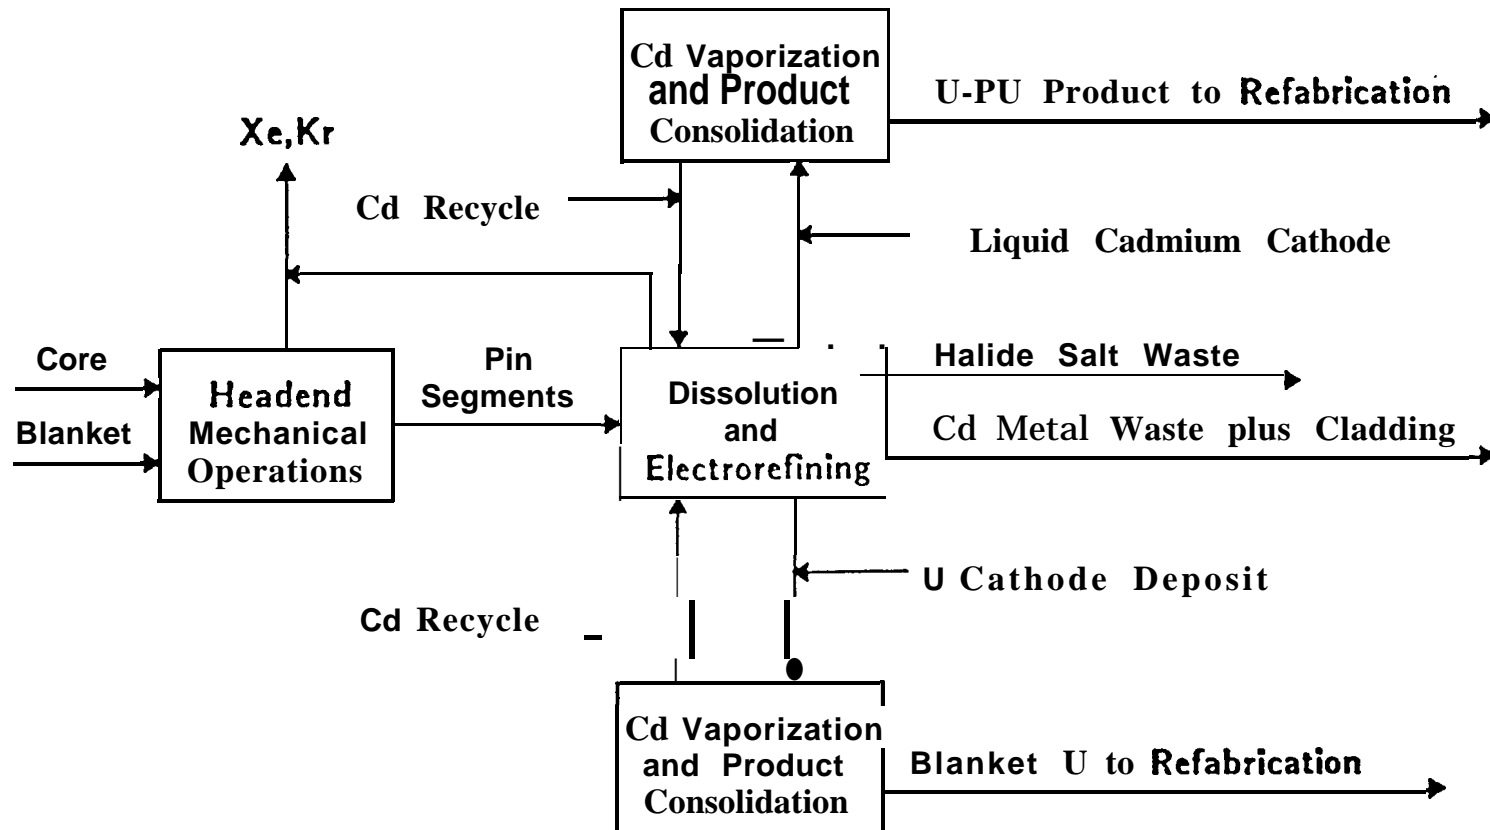 Cd Vaporization
and Product
Consolidation
U-PU Product to Refabrication
Xe,Kr
Cd Recycle
Liquid Cadmium Cathode
Core
Blanket
Headend
Mechanical
Operations
Pin
Segments
Dissolution
and
Electrorefining
Halide Salt Waste
Cd Metal Waste plus Cladding
U Cathode Deposit
Cd Recycle
Cd Vaporization
and Product
Consolidation
Blanket U to Refabrication